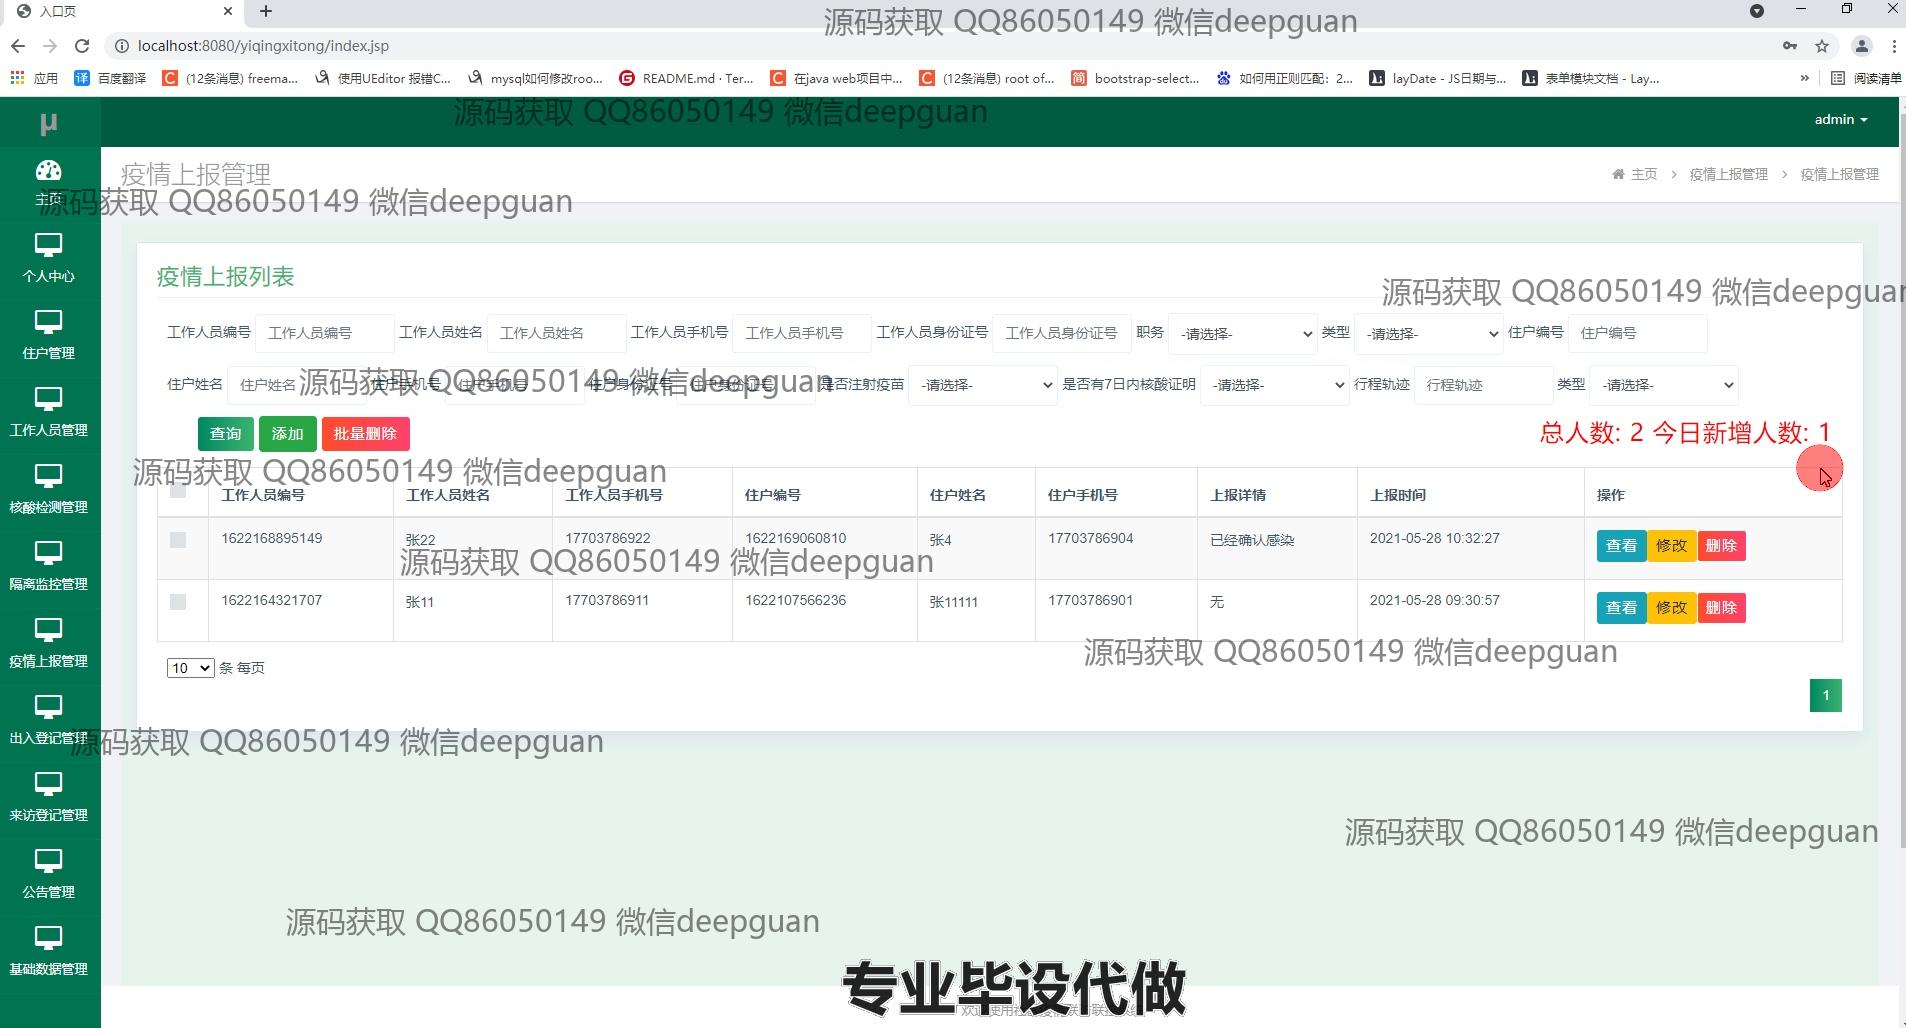 入口页
源码获取 QQ86050149 微信deepguan
localhost:8080/yiqingxitong/index.jsp
应用 百度翻译 (12条消息) freema... 使用UEditor 报错C... mysql如何修改roo... README.md · Ter... 在java web项目中... (12条消息) root of... bootstrap-select... 如何用正则匹配：2... layDate - JS日期与... 表单模块文档 - Lay... » 阅读清单
源码获取 QQ86050149 微信deepguan
μ
admin
主页
疫情上报管理
主页 > 疫情上报管理 > 疫情上报管理
源码获取 QQ86050149 微信deepguan
个人中心
住户管理
工作人员管理
核酸检测管理
隔离监控管理
疫情上报管理
出入登记管理
来访登记管理
公告管理
基础数据管理
疫情上报列表
源码获取 QQ86050149 微信deepguan
工作人员编号 工作人员编号 工作人员姓名 工作人员姓名 工作人员手机号 工作人员手机号 工作人员身份证号 工作人员身份证号 职务 -请选择- 类型 -请选择- 住户编号 住户编号
住户姓名 住户姓名 住户手机号 住户手机号 住户身份证号 住户身份证号 是否注射疫苗 -请选择- 是否有7日内核酸证明 -请选择- 行程轨迹 行程轨迹 类型 -请选择-
源码获取 QQ86050149 微信deepguan
查询 添加 批量删除
总人数: 2 今日新增人数: 1
源码获取 QQ86050149 微信deepguan
工作人员编号 工作人员姓名 工作人员手机号 住户编号 住户姓名 住户手机号 上报详情 上报时间 操作
1622168895149 张22 17703786922 1622169060810 张4 17703786904 已经确认感染 2021-05-28 10:32:27 查看 修改 删除
源码获取 QQ86050149 微信deepguan
1622164321707 张11 17703786911 1622107566236 张11111 17703786901 无 2021-05-28 09:30:57 查看 修改 删除
源码获取 QQ86050149 微信deepguan
10 条 每页
1
源码获取 QQ86050149 微信deepguan
源码获取 QQ86050149 微信deepguan
源码获取 QQ86050149 微信deepguan
专业毕设代做